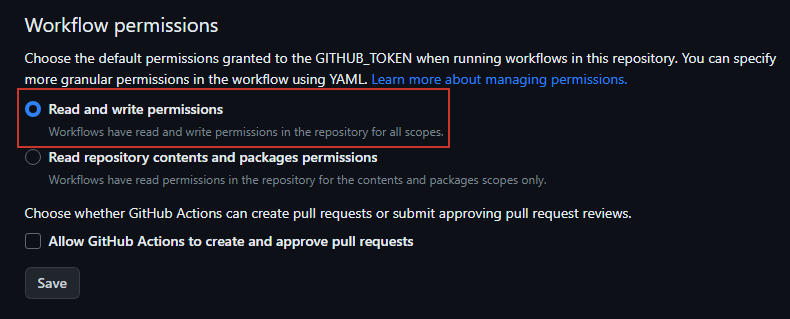 Workflow permissions
Choose the default permissions granted to the GITHUB_TOKEN when running workflows in this repository. You can specify
more granular permissions in the workflow using YAML. Learn more about managing permissions.
Read and write permissions
Workflows have read and write permissions in the repository for all scopes.
Read repository contents and packages permissions
Workflows have read permissions in the repository for the contents and packages scopes only.
Choose whether GitHub Actions can create pull requests or submit approving pull request reviews.
Allow GitHub Actions to create and approve pull requests
Save